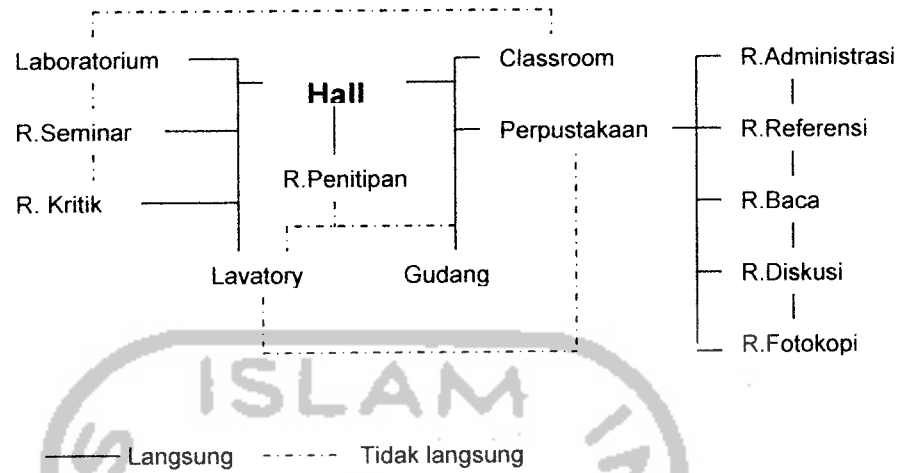 Laboratorium
Classroom
R.Administrasi
Hall
R.Seminar
Perpustakaan
R.Referensi
R.Penitipan
R. Kritik
R.Baca
Lavatory
Gudang
R.Diskusi
R.Fotokopi
ISLAM
Langsung
Tidak langsung